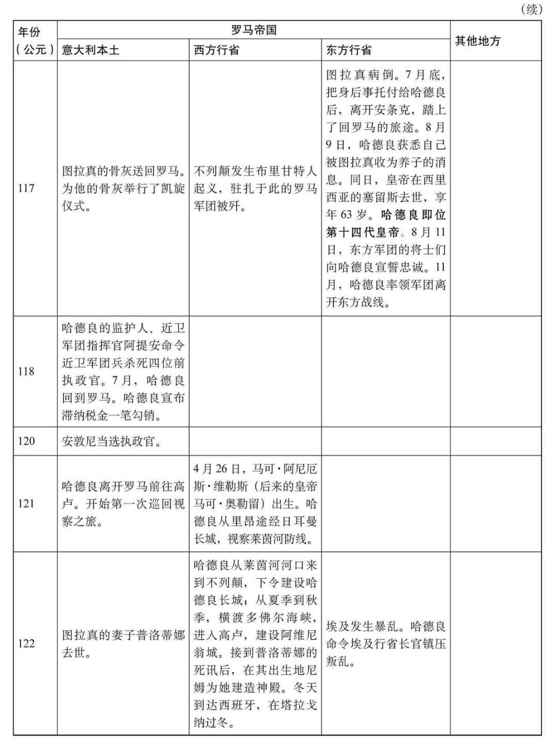 （续）
年份
（公元）
罗马帝国
其他地方
意大利本土
西方行省
东方行省
117
图拉真的骨灰送回罗马。
为他的骨灰举行了凯旋
仪式。
不列颠发生布里甘特人
起义，驻扎于此的罗马
军团被歼。
图拉真病倒。7 月底，
把身后事托付给哈德良
后，离开安条克，踏上
了回罗马的旅途。8 月
9 日，哈德良获悉自己
被图拉真收为养子的消
息。同日，皇帝在西里
西亚的塞留斯去世，享
年 63 岁。哈德良即位
第十四代皇帝。8 月 11
日，东方军团的将士们
向哈德良宣誓忠诚。11
月，哈德良率领军团离
开东方战线。
118
哈德良的监护人、近卫
军团指挥官阿提安命令
近卫军团兵杀死四位前
执政官。7 月，哈德良
回到罗马。哈德良宣布
滞纳税金一笔勾销。
120
安敦尼当选执政官。
121
哈德良离开罗马前往高
卢。开始第一次巡回视
察之旅。
4 月 26 日，马可·阿尼厄
斯·维勒斯（后来的皇帝
马可·奥勒留）出生。哈
德良从里昂途经日耳曼
长城，视察莱茵河防线。
122
图拉真的妻子普洛蒂娜
去世。
哈德良从莱茵河河口来
到不列颠，下令建设哈
德良长城；从夏季到秋
季，横渡多佛尔海峡，
进入高卢，建设阿维尼
翁城。接到普洛蒂娜的
死讯后，在其出生地尼
姆为她建造神殿。冬天
到达西班牙，在塔拉戈
纳过冬。
埃及发生暴乱。哈德良
命令埃及行省长官镇压
叛乱。